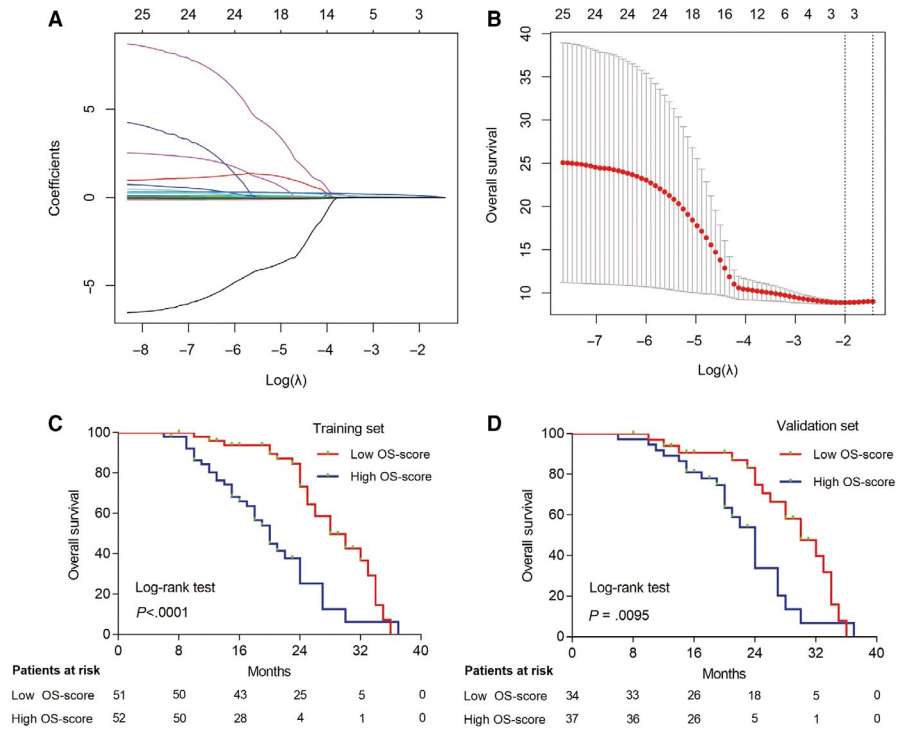 A
25 24 24 18 14 5 3
Coefficients
5
0
−5
−8 −7 −6 −5 −4 −3 −2
Log(λ)
B
25 24 24 24 18 16 12 6 4 3 3
Overall survival
40
35
30
25
20
15
10
−7 −6 −5 −4 −3 −2
Log(λ)
C
Training set
Low OS-score
High OS-score
Overall survival
100
80
60
40
20
0
Log-rank test
P<.0001
0 8 16 24 32 40
Months
Patients at risk
Low OS-score 51 50 43 25 5 0
High OS-score 52 50 28 4 1 0
D
Validation set
Low OS-score
High OS-score
Overall survival
100
80
60
40
20
0
Log-rank test
P = .0095
0 8 16 24 32 40
Months
Patients at risk
Low OS-score 34 33 26 18 5 0
High OS-score 37 36 26 5 1 0